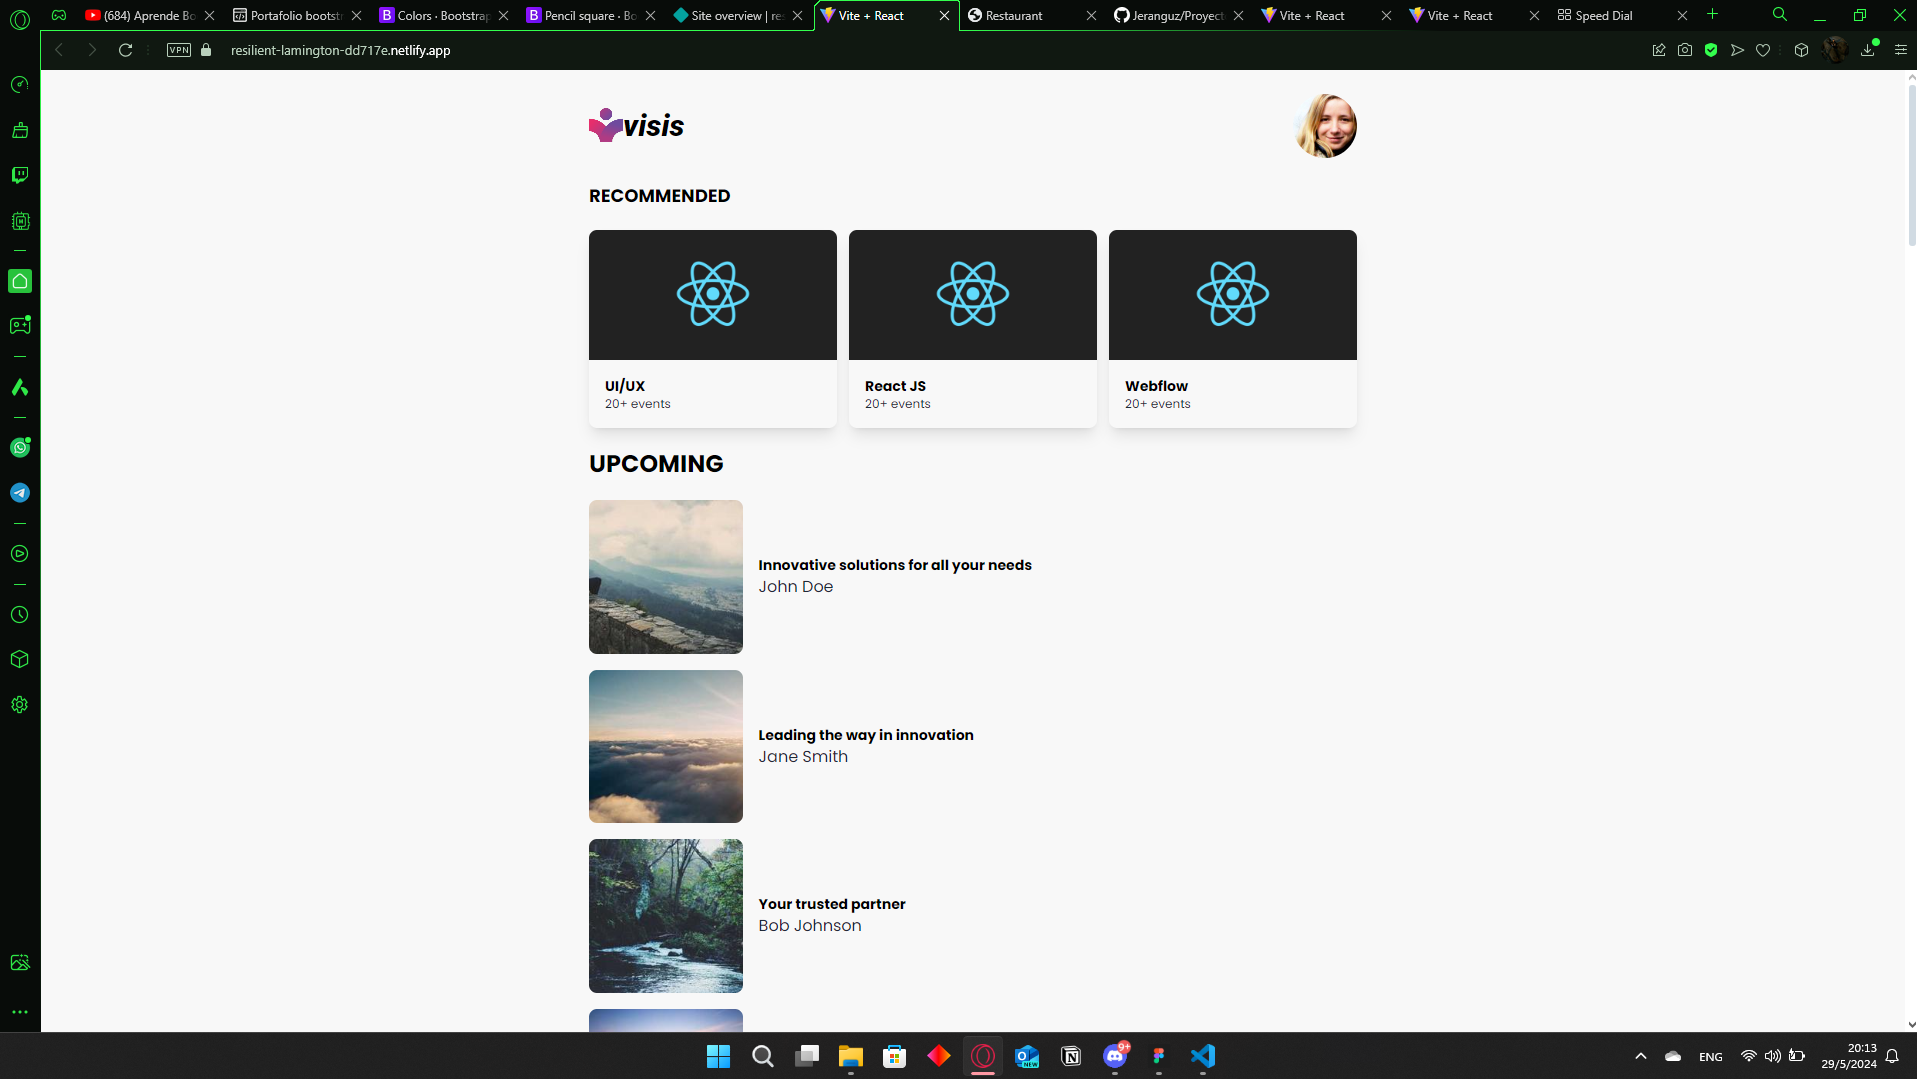 (684) Aprende Bo
Portafolio bootst
Colors · Bootstrap
Pencil square · Bo
Site overview | res
Vite + React
Restaurant
Jeranguz/Proyect
Vite + React
Vite + React
Speed Dial
VPN
resilient-lamington-dd717e.netlify.app
visis
RECOMMENDED
UI/UX
20+ events
React JS
20+ events
Webflow
20+ events
UPCOMING
Innovative solutions for all your needs
John Doe
Leading the way in innovation
Jane Smith
Your trusted partner
Bob Johnson
NEW
9+
ENG
20:13
29/5/2024